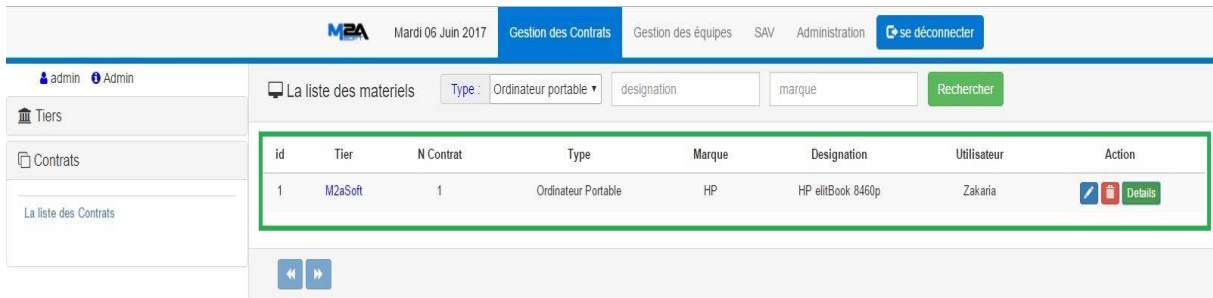 M2A SOFT Mardi 06 Juin 2017 Gestion des Contrats Gestion des équipes SAV Administration se déconnecter
admin Admin
La liste des materiels Type : Ordinateur portable designation marque Rechercher
Tiers
Contrats
id Tier N Contrat Type Marque Designation Utilisateur Action
1 M2aSoft 1 Ordinateur Portable HP HP elitBook 8460p Zakaria Details
La liste des Contrats